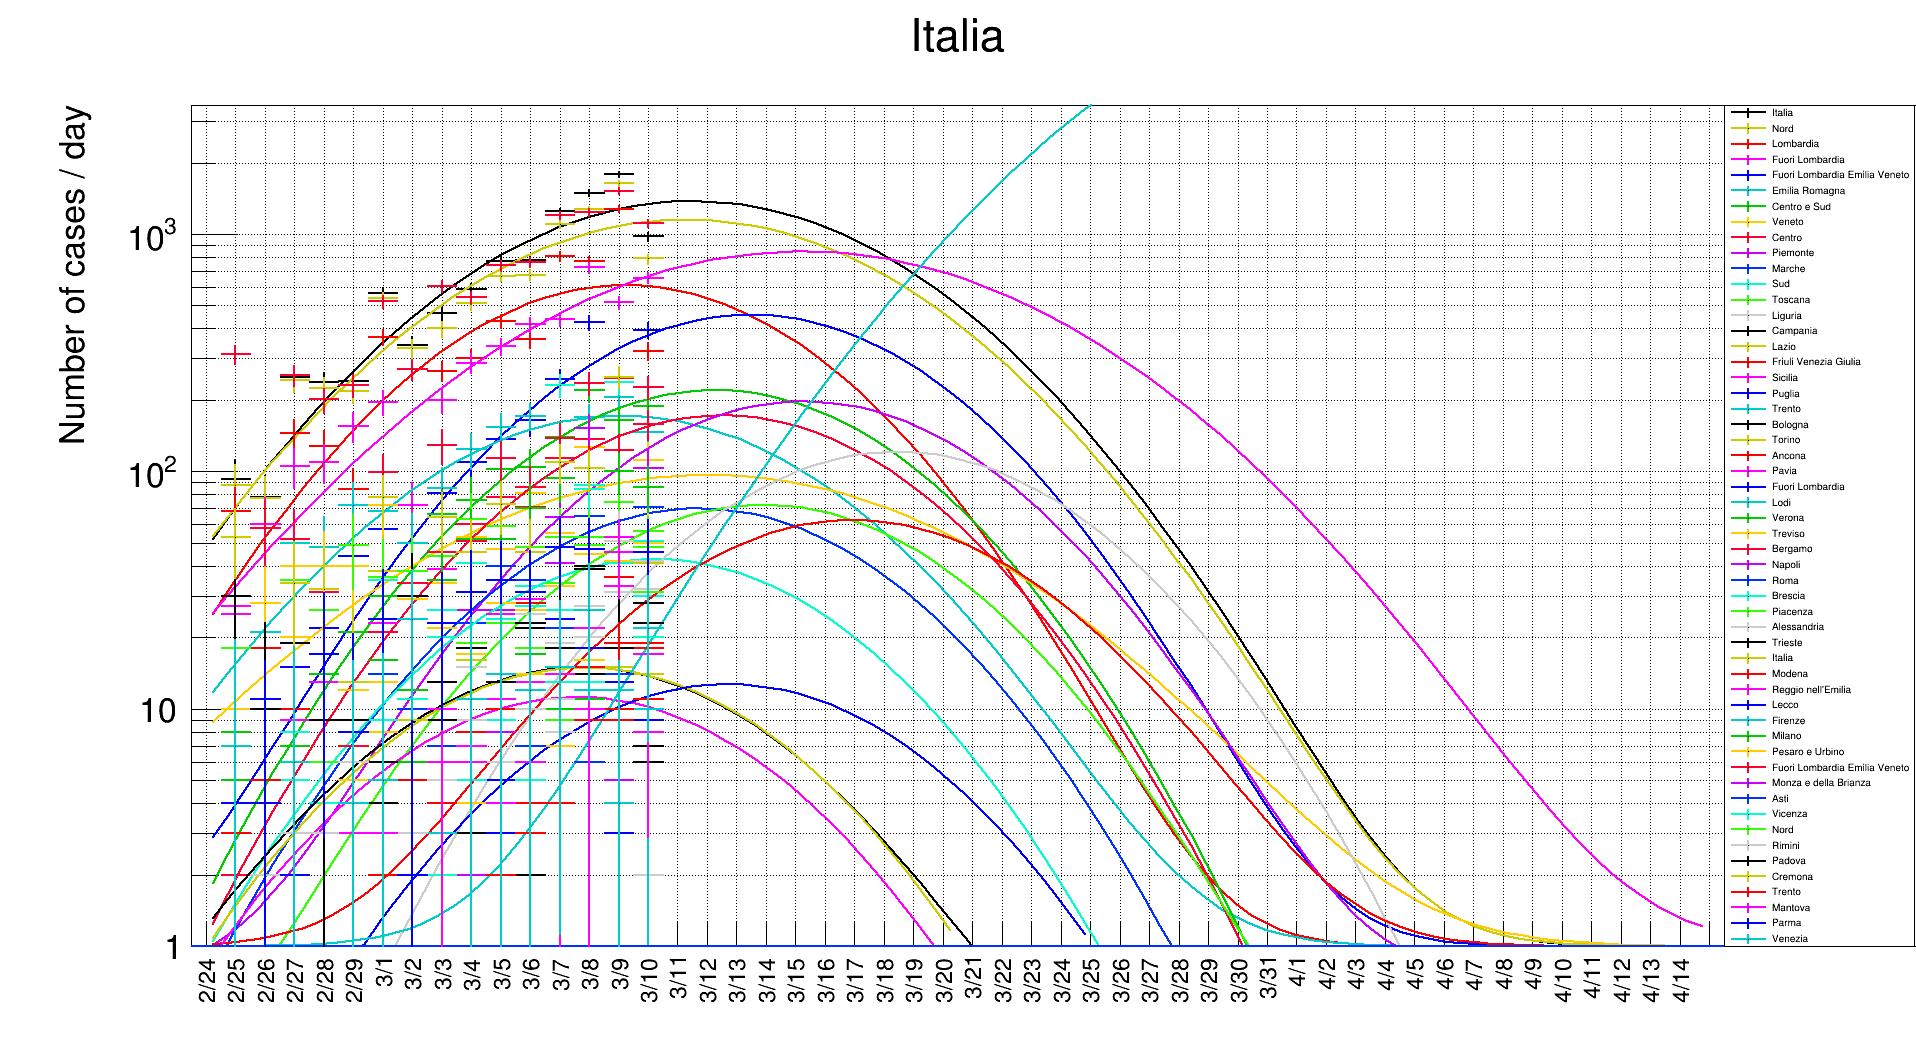 Italia
Number of cases / day
10^3
10^2
10
1
2/24
2/25
2/26
2/27
2/28
2/29
3/1
3/2
3/3
3/4
3/5
3/6
3/7
3/8
3/9
3/10
3/11
3/12
3/13
3/14
3/15
3/16
3/17
3/18
3/19
3/20
3/21
3/22
3/23
3/24
3/25
3/26
3/27
3/28
3/29
3/30
3/31
4/1
4/2
4/3
4/4
4/5
4/6
4/7
4/8
4/9
4/10
4/11
4/12
4/13
4/14
Italia
Nord
Lombardia
Fuori Lombardia
Fuori Lombardia Emilia Veneto
Emilia Romagna
Centro e Sud
Veneto
Centro
Piemonte
Marche
Sud
Toscana
Liguria
Campania
Lazio
Friuli Venezia Giulia
Sicilia
Puglia
Trento
Bologna
Torino
Ancona
Pavia
Fuori Lombardia
Lodi
Verona
Treviso
Bergamo
Napoli
Roma
Brescia
Piacenza
Alessandria
Trieste
Italia
Modena
Reggio nell'Emilia
Lecco
Firenze
Milano
Pesaro e Urbino
Fuori Lombardia Emilia Veneto
Monza e della Brianza
Asti
Vicenza
Nord
Rimini
Padova
Cremona
Trento
Mantova
Parma
Venezia